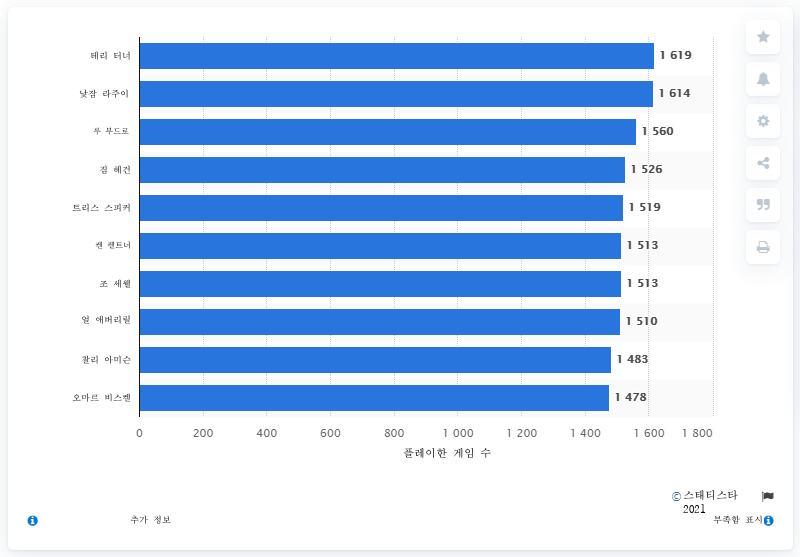 테리 터너 1 619
낮잠 라주이 1 614
루 부드로 1 560
짐 헤건 1 526
트리스 스피커 1 519
켄 켈트너 1 513
조 세웰 1 513
얼 애버리릴 1 510
찰리 아미슨 1 483
오마르 비스켈 1 478
0 200 400 600 800 1 000 1 200 1 400 1 600 1 800
플레이한 게임 수
© 스태티스타
2021
추가 정보
부족함 표시